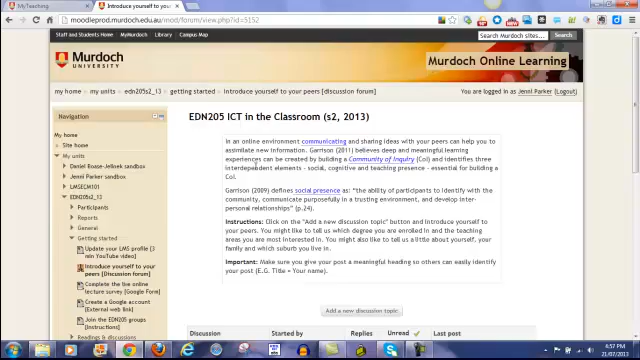 MyTeaching
Introduce yourself to your p
moodleprod.murdoch.edu.au/mod/forum/view.php?id=5152
Staff and Students Home
MyMurdoch
Library
Campus Map
Search Murdoch sites...
Search
Murdoch
UNIVERSITY
Murdoch Online Learning
my home ▸ my units ▸ edn205s2_13 ▸ getting started ▸ Introduce yourself to your peers [discussion forum]
You are logged in as Jenni Parker (Logout)
Navigation
My home
Site home
My units
Daniel Boase-Jelinek sandbox
Jenni Parker sandbox
LMSECM101
EDN205S2_13
Participants
Reports
General
Getting started
Update your LMS profile (3
min YouTube video)
Introduce yourself to your
peers [Discussion forum]
Complete the live online
lecture survey [Google Form]
Create a Google account
[External web link]
Join the EDN205 groups
[Instructions]
Readings & discussions
EDN205 ICT in the Classroom (s2, 2013)
In an online environment communicating and sharing ideas with your peers can help you to
assimilate new information. Garrison (2011) believes deep and meaningful learning
experiences can be created by building a Community of Inquiry (CoI) and identifies three
interdependent elements - social, cognitive and teaching presence - essential for building a
CoI.
Garrison (2009) defines social presence as: "the ability of participants to identify with the
community, communicate purposefully in a trusting environment, and develop inter-
personal relationships" (p.24).
Instructions: Click on the "Add a new discussion topic" button and introduce yourself to
your peers. You might like to tell us which degree you are enrolled in and the teaching
areas you are most interested in. You might also like to tell us a little about yourself, your
family and which suburb you live in.
Important: Make sure you give your post a meaningful heading so others can easily identify
your post (E.G. Title = Your name).
Add a new discussion topic
Discussion
Started by
Replies
Unread ✓
Last post
4:57 PM
21/07/2013